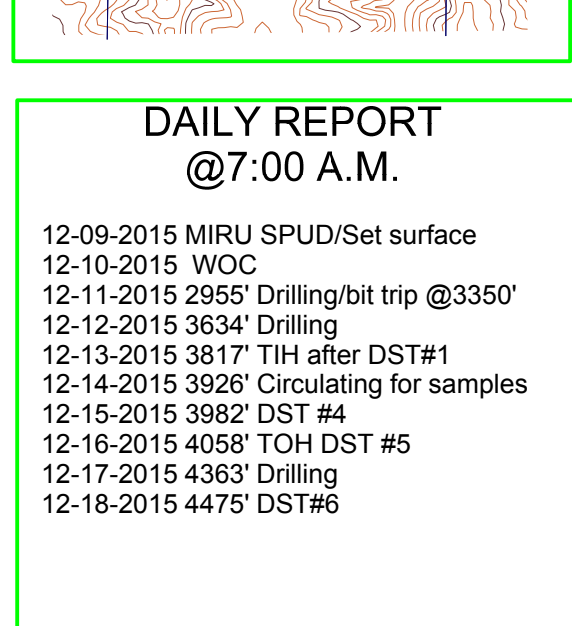 DAILY REPORT
@7:00 A.M.
12-09-2015 MIRU SPUD/Set surface
12-10-2015  WOC
12-11-2015 2955' Drilling/bit trip @3350'
12-12-2015 3634' Drilling
12-13-2015 3817' TIH after DST#1
12-14-2015 3926' Circulating for samples
12-15-2015 3982' DST #4
12-16-2015 4058' TOH DST #5
12-17-2015 4363' Drilling
12-18-2015 4475' DST#6